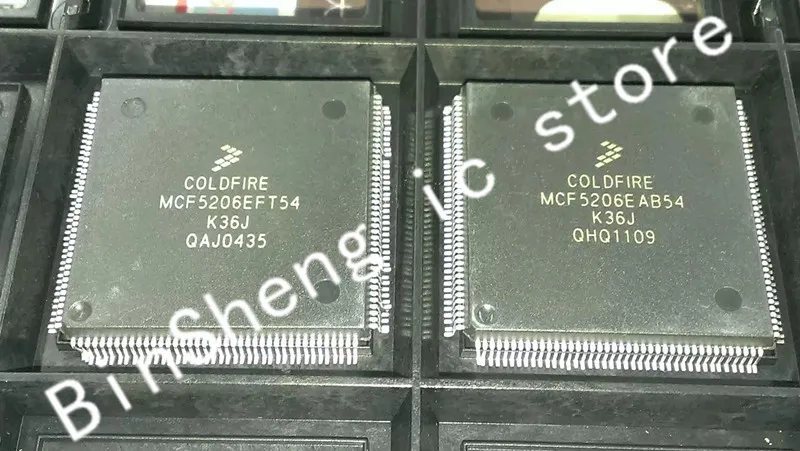 COLDFIRE
MCF5206EFT54
K36J
QAJ0435
COLDFIRE
MCF5206EAB54
K36J
QHQ1109
BinSheng ic store